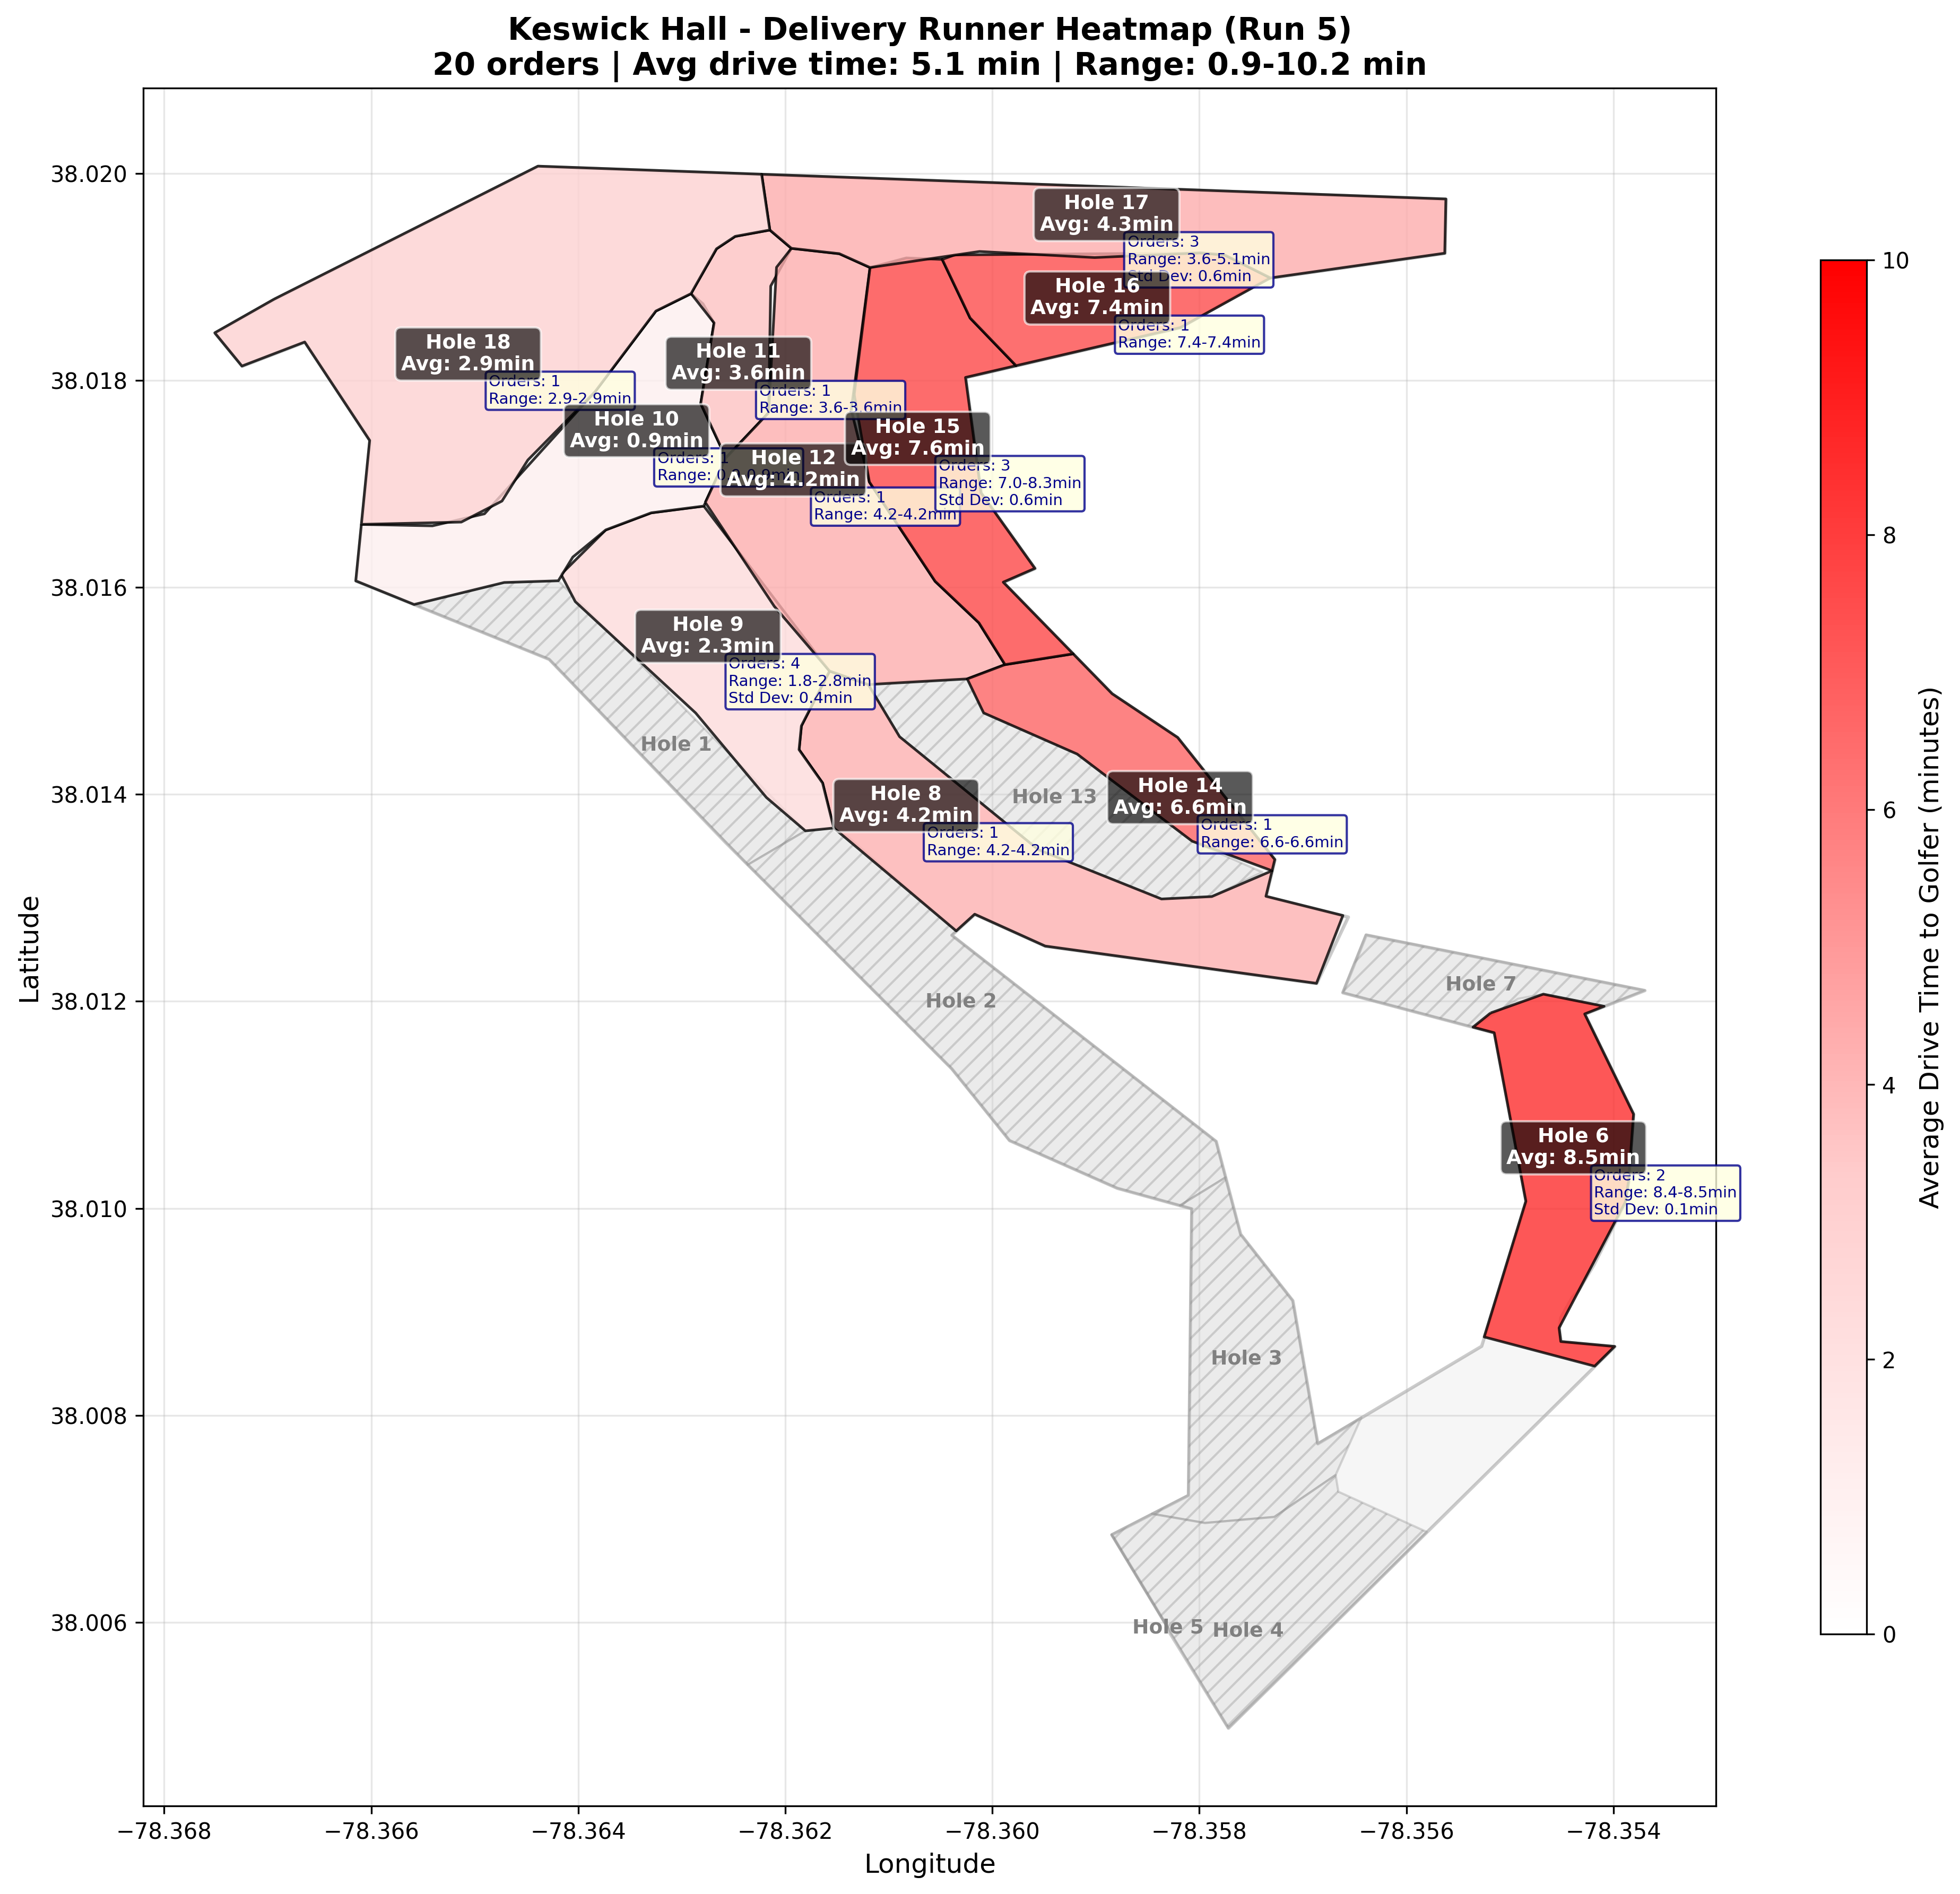 Keswick Hall - Delivery Runner Heatmap (Run 5)
20 orders | Avg drive time: 5.1 min | Range: 0.9-10.2 min
Hole 17
Avg: 4.3min
Orders: 3
Range: 3.6-5.1min
Std Dev: 0.6min
Hole 16
Avg: 7.4min
Orders: 1
Range: 7.4-7.4min
Hole 18
Avg: 2.9min
Orders: 1
Range: 2.9-2.9min
Hole 11
Avg: 3.6min
Orders: 1
Range: 3.6-3.6min
Hole 10
Avg: 0.9min
Orders: 1
Range: 0.9-0.9min
Hole 15
Avg: 7.6min
Orders: 3
Range: 7.0-8.3min
Std Dev: 0.6min
Hole 12
Avg: 4.2min
Orders: 1
Range: 4.2-4.2min
Hole 9
Avg: 2.3min
Orders: 4
Range: 1.8-2.8min
Std Dev: 0.4min
Hole 1
Hole 8
Avg: 4.2min
Orders: 1
Range: 4.2-4.2min
Hole 13
Hole 14
Avg: 6.6min
Orders: 1
Range: 6.6-6.6min
Hole 2
Hole 7
Hole 6
Avg: 8.5min
Orders: 2
Range: 8.4-8.5min
Std Dev: 0.1min
Hole 3
Hole 5
Hole 4
38.020
38.018
38.016
38.014
38.012
38.010
38.008
38.006
Latitude
−78.368
−78.366
−78.364
−78.362
−78.360
−78.358
−78.356
−78.354
Longitude
10
8
6
4
2
0
Average Drive Time to Golfer (minutes)